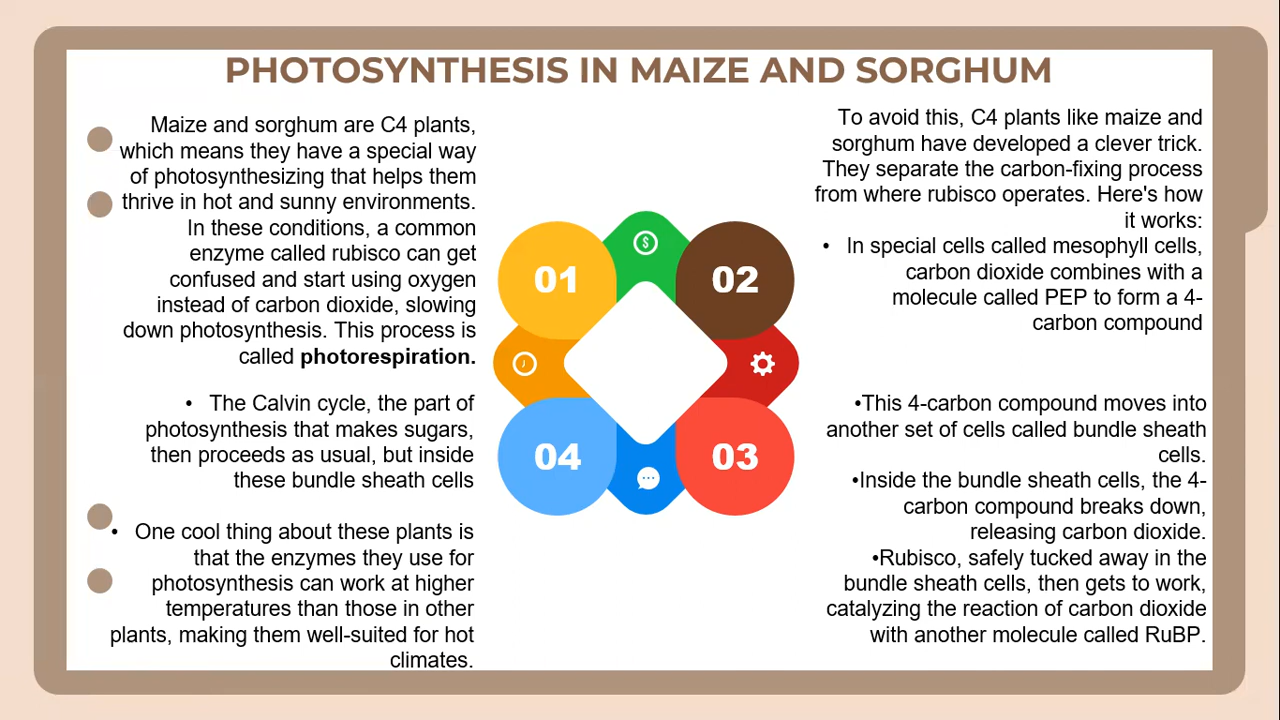 PHOTOSYNTHESIS IN MAIZE AND SORGHUM
Maize and sorghum are C4 plants,
which means they have a special way
of photosynthesizing that helps them
thrive in hot and sunny environments.
In these conditions, a common
enzyme called rubisco can get
confused and start using oxygen
instead of carbon dioxide, slowing
down photosynthesis. This process is
called photorespiration.
01
02
To avoid this, C4 plants like maize and
sorghum have developed a clever trick.
They separate the carbon-fixing process
from where rubisco operates. Here's how
it works:
• In special cells called mesophyll cells,
carbon dioxide combines with a
molecule called PEP to form a 4-
carbon compound
• The Calvin cycle, the part of
photosynthesis that makes sugars,
then proceeds as usual, but inside
these bundle sheath cells
• One cool thing about these plants is
that the enzymes they use for
photosynthesis can work at higher
temperatures than those in other
plants, making them well-suited for hot
climates.
04
03
•This 4-carbon compound moves into
another set of cells called bundle sheath
cells.
•Inside the bundle sheath cells, the 4-
carbon compound breaks down,
releasing carbon dioxide.
•Rubisco, safely tucked away in the
bundle sheath cells, then gets to work,
catalyzing the reaction of carbon dioxide
with another molecule called RuBP.